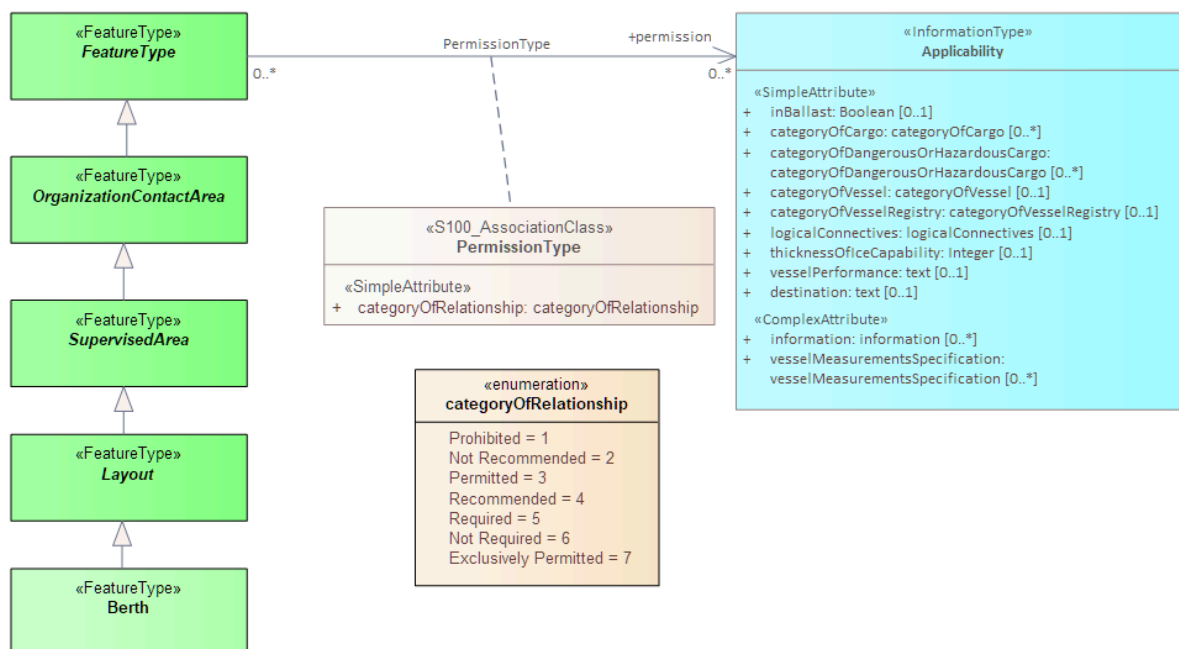 «FeatureType»
FeatureType
«FeatureType»
OrganizationContactArea
«FeatureType»
SupervisedArea
«FeatureType»
Layout
«FeatureType»
Berth
PermissionType
+permission
0..*
0..*
«S100_AssociationClass»
PermissionType
«SimpleAttribute»
+ categoryOfRelationship: categoryOfRelationship
«enumeration»
categoryOfRelationship
Prohibited = 1
Not Recommended = 2
Permitted = 3
Recommended = 4
Required = 5
Not Required = 6
Exclusively Permitted = 7
«InformationType»
Applicability
«SimpleAttribute»
+ inBallast: Boolean [0..1]
+ categoryOfCargo: categoryOfCargo [0..*]
+ categoryOfDangerousOrHazardousCargo:
categoryOfDangerousOrHazardousCargo [0..*]
+ categoryOfVessel: categoryOfVessel [0..1]
+ categoryOfVesselRegistry: categoryOfVesselRegistry [0..1]
+ logicalConnectives: logicalConnectives [0..1]
+ thicknessOfIceCapability: Integer [0..1]
+ vesselPerformance: text [0..1]
+ destination: text [0..1]
«ComplexAttribute»
+ information: information [0..*]
+ vesselMeasurementsSpecification:
vesselMeasurementsSpecification [0..*]